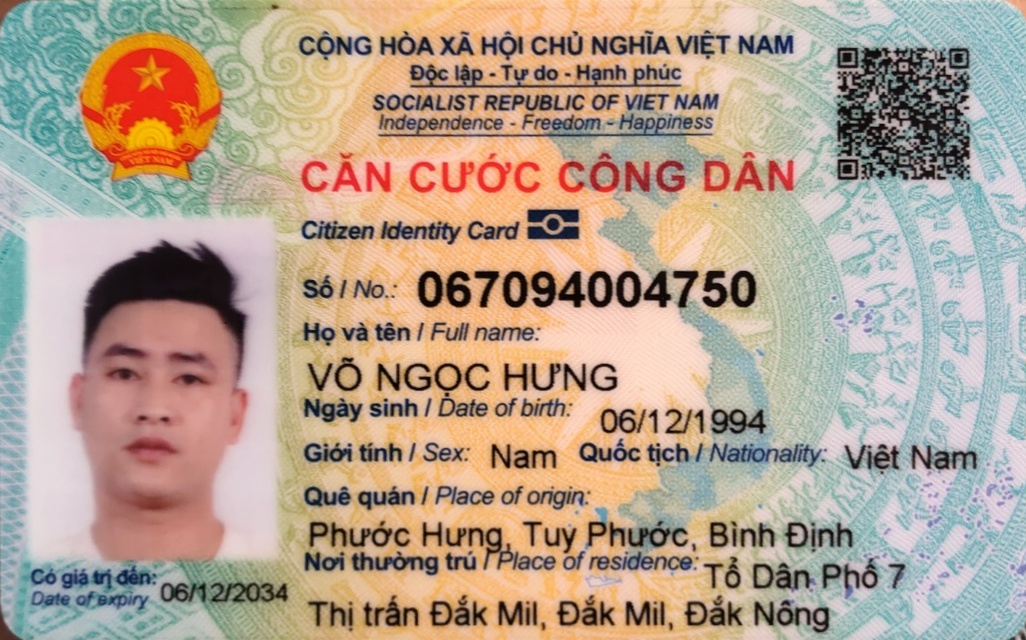 CỘNG HÒA XÃ HỘI CHỦ NGHĨA VIỆT NAM
Độc lập - Tự do - Hạnh phúc
SOCIALIST REPUBLIC OF VIET NAM
Independence - Freedom - Happiness
CĂN CƯỚC CÔNG DÂN
Citizen Identity Card
VIỆT NAM
Số / No.: 067094004750
Họ và tên / Full name:
VÕ NGỌC HƯNG
Ngày sinh / Date of birth: 06/12/1994
Giới tính / Sex: Nam Quốc tịch / Nationality: Việt Nam
Quê quán / Place of origin:
Phước Hưng, Tuy Phước, Bình Định
Nơi thường trú / Place of residence: Tổ Dân Phố 7
Thị trấn Đắk Mil, Đắk Mil, Đắk Nông
Có giá trị đến: 06/12/2034
Date of expiry